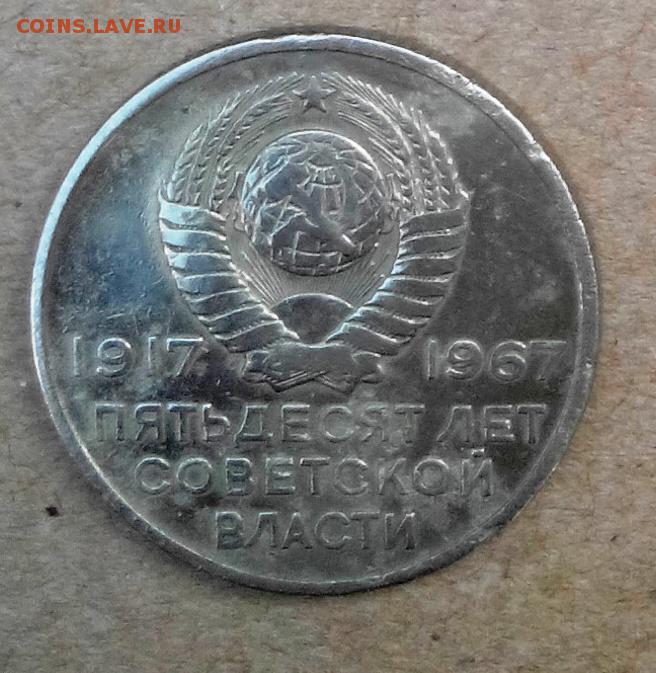 COINS.LAVE.RU
1917 1967
ПЯТЬДЕСЯТ ЛЕТ
СОВЕТСКОЙ
ВЛАСТИ